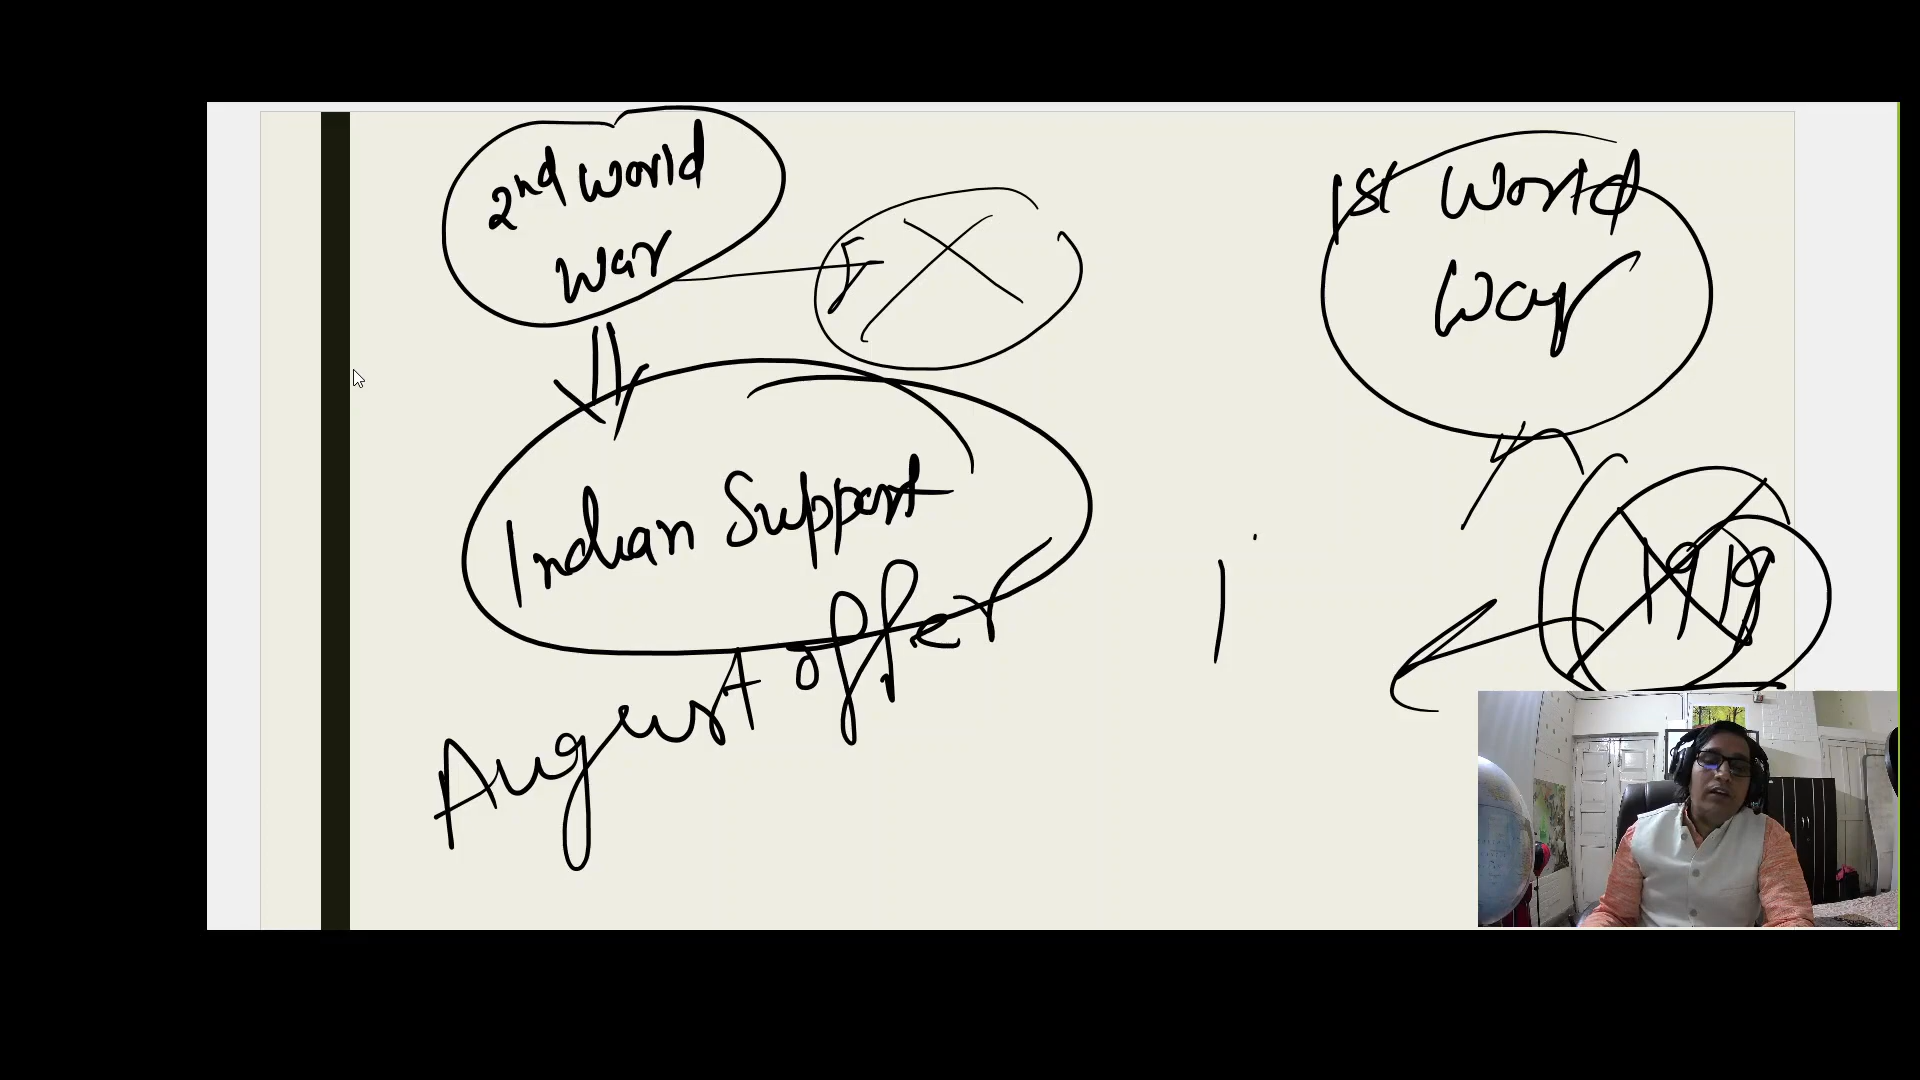 2nd World
War
Indian Support
August offer
1st World
War
1919